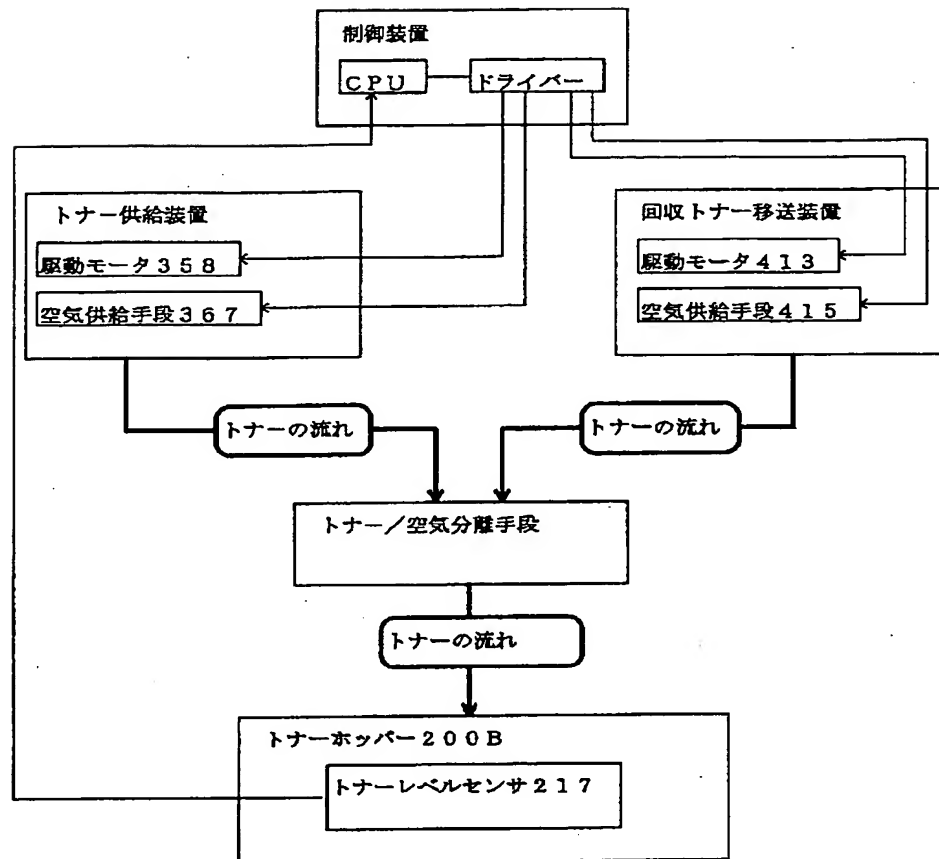 制御装置
CPU
ドライバー
トナー供給装置
駆動モータ358
空気供給手段367
回収トナー移送装置
駆動モータ413
空気供給手段415
トナーの流れ
トナーの流れ
トナー/空気分離手段
トナーの流れ
トナーホッパー200B
トナーレベルセンサ217